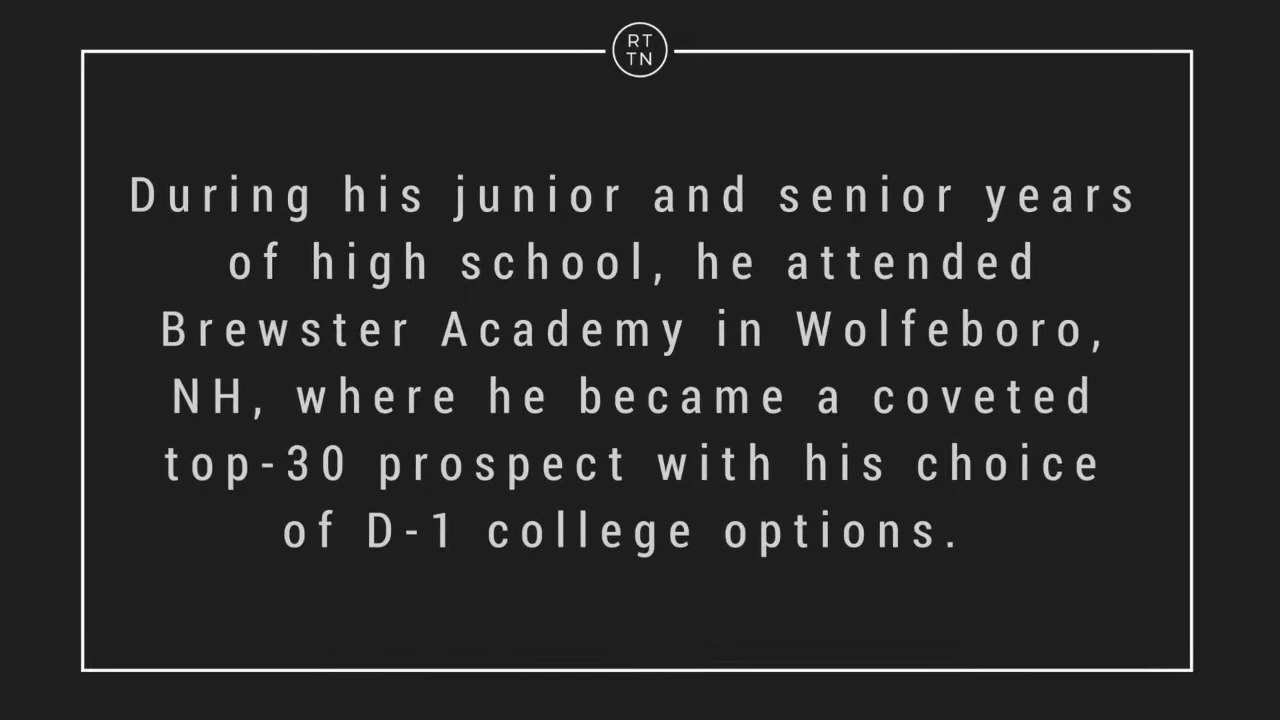 RT
TN
During his junior and senior years
of high school, he attended
Brewster Academy in Wolfeboro,
NH, where he became a coveted
top-30 prospect with his choice
of D-1 college options.